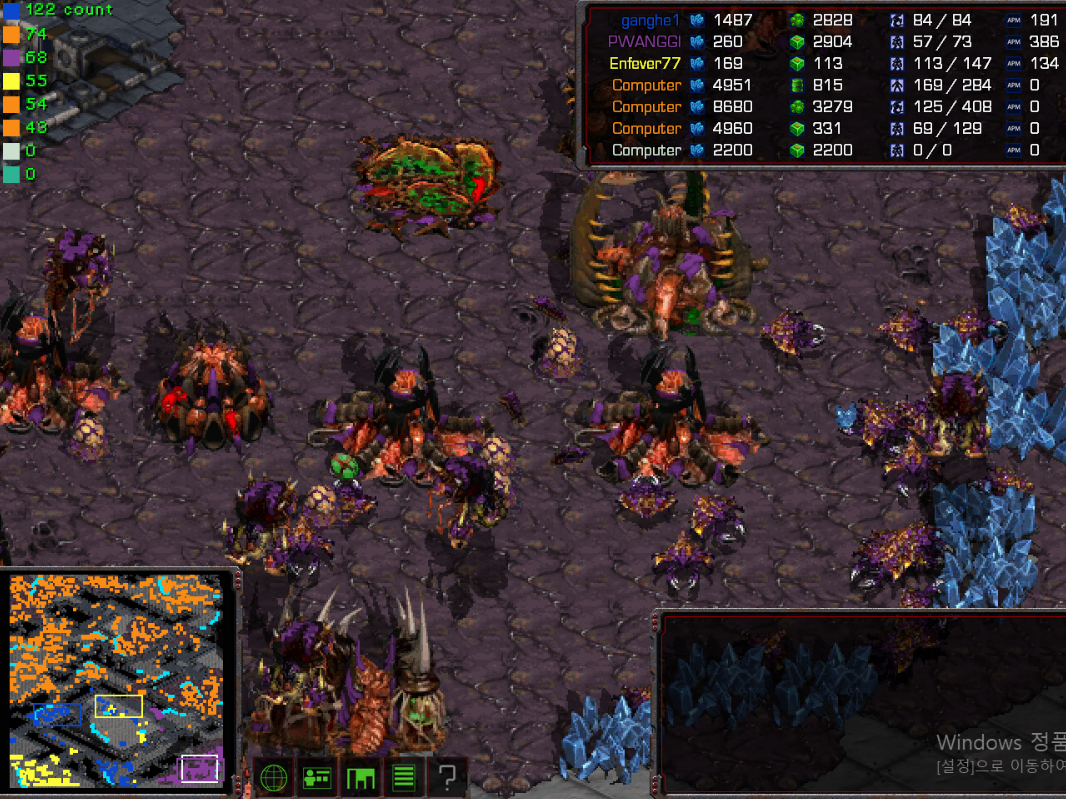 122 count
74
68
55
54
48
0
0
ganghe1 1487 2828 84 / 84 APM 191
PWANGGI 260 2904 57 / 73 APM 386
Enfever77 169 113 113 / 147 APM 134
Computer 4951 815 169 / 284 APM 0
Computer 8680 3279 125 / 408 APM 0
Computer 4960 331 69 / 129 APM 0
Computer 2200 2200 0 / 0 APM 0
?
Windows 정품
[설정]으로 이동하여